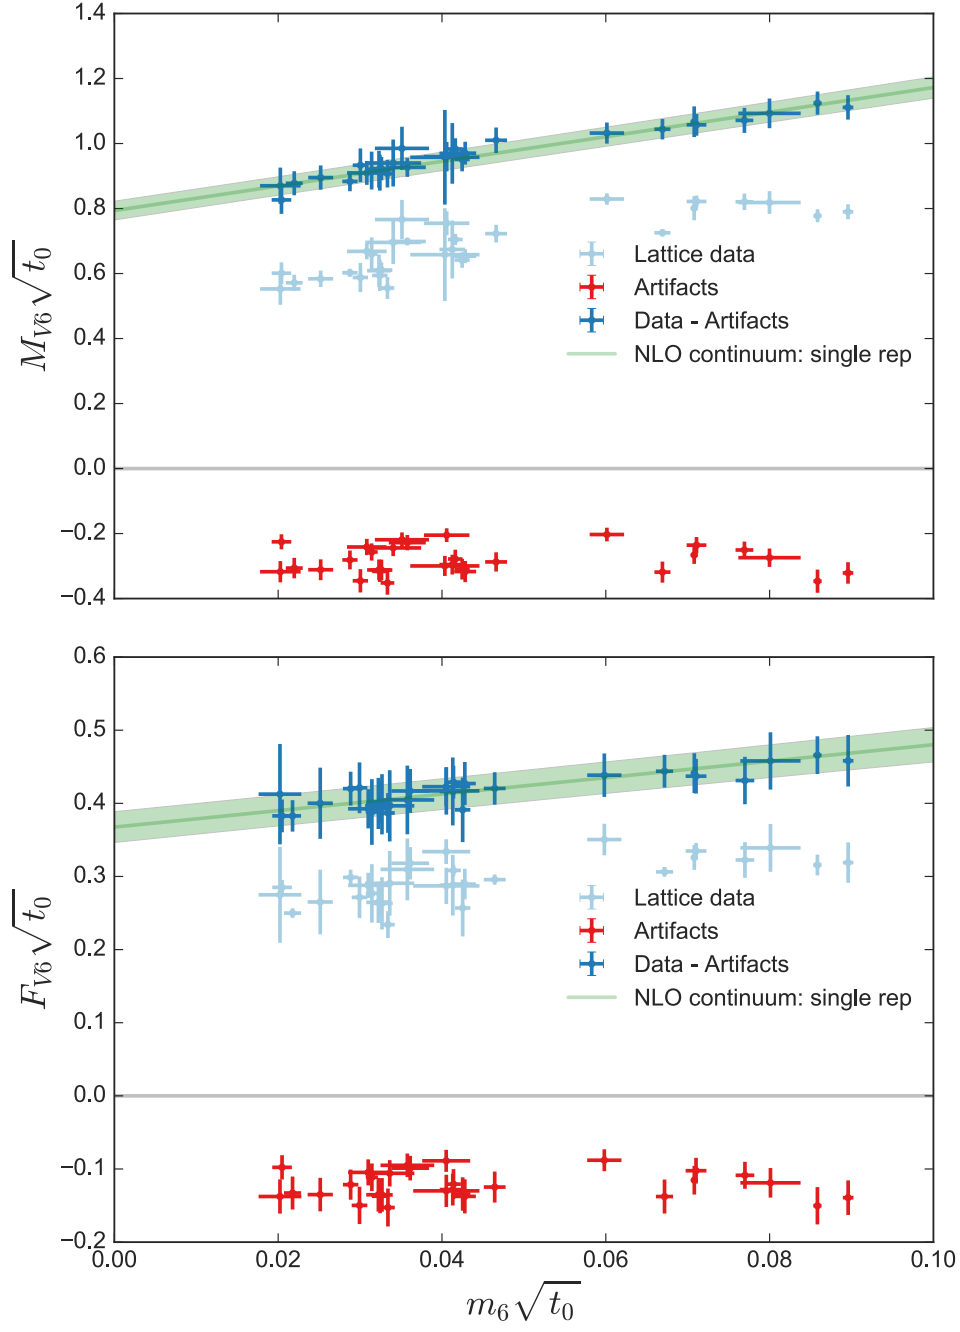 1.4
1.2
1.0
0.8
0.6
0.4
0.2
0.0
−0.2
−0.4
M_{V6}√t_0
Lattice data
Artifacts
Data - Artifacts
NLO continuum: single rep
0.6
0.5
0.4
0.3
0.2
0.1
0.0
−0.1
−0.2
F_{V6}√t_0
Lattice data
Artifacts
Data - Artifacts
NLO continuum: single rep
0.00 0.02 0.04 0.06 0.08 0.10
m_6√t_0